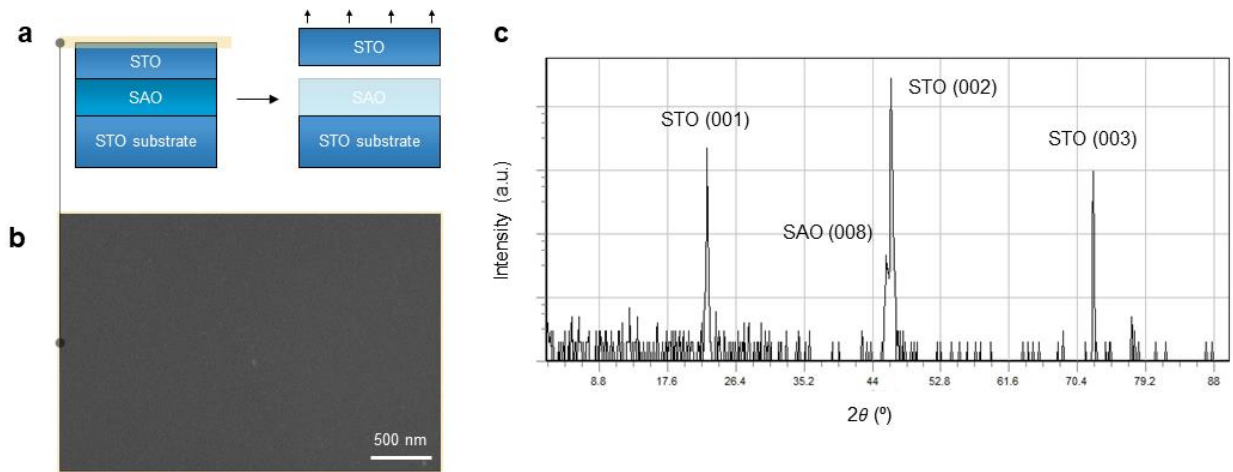 a
STO
SAO
STO substrate
STO
SAO
STO substrate
b
500 nm
c
STO (001)
STO (002)
STO (003)
SAO (008)
Intensity (a.u.)
8.8 17.6 26.4 35.2 44 52.8 61.6 70.4 79.2 88
2θ (º)